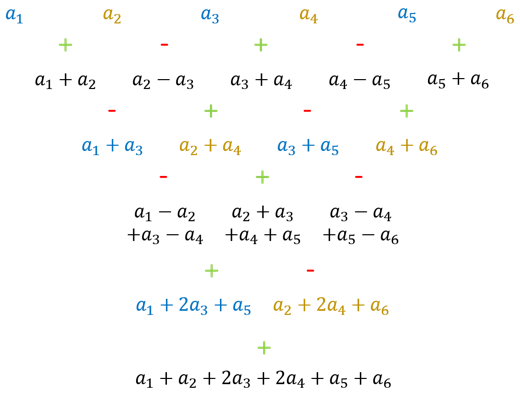 a₁ a₂ a₃ a₄ a₅ a₆
+ - + - +
a₁ + a₂ a₂ − a₃ a₃ + a₄ a₄ − a₅ a₅ + a₆
- + - +
a₁ + a₃ a₂ + a₄ a₃ + a₅ a₄ + a₆
- + -
a₁ − a₂ a₂ + a₃ a₃ − a₄
+a₃ − a₄ +a₄ + a₅ +a₅ − a₆
+ -
a₁ + 2a₃ + a₅ a₂ + 2a₄ + a₆
+
a₁ + a₂ + 2a₃ + 2a₄ + a₅ + a₆